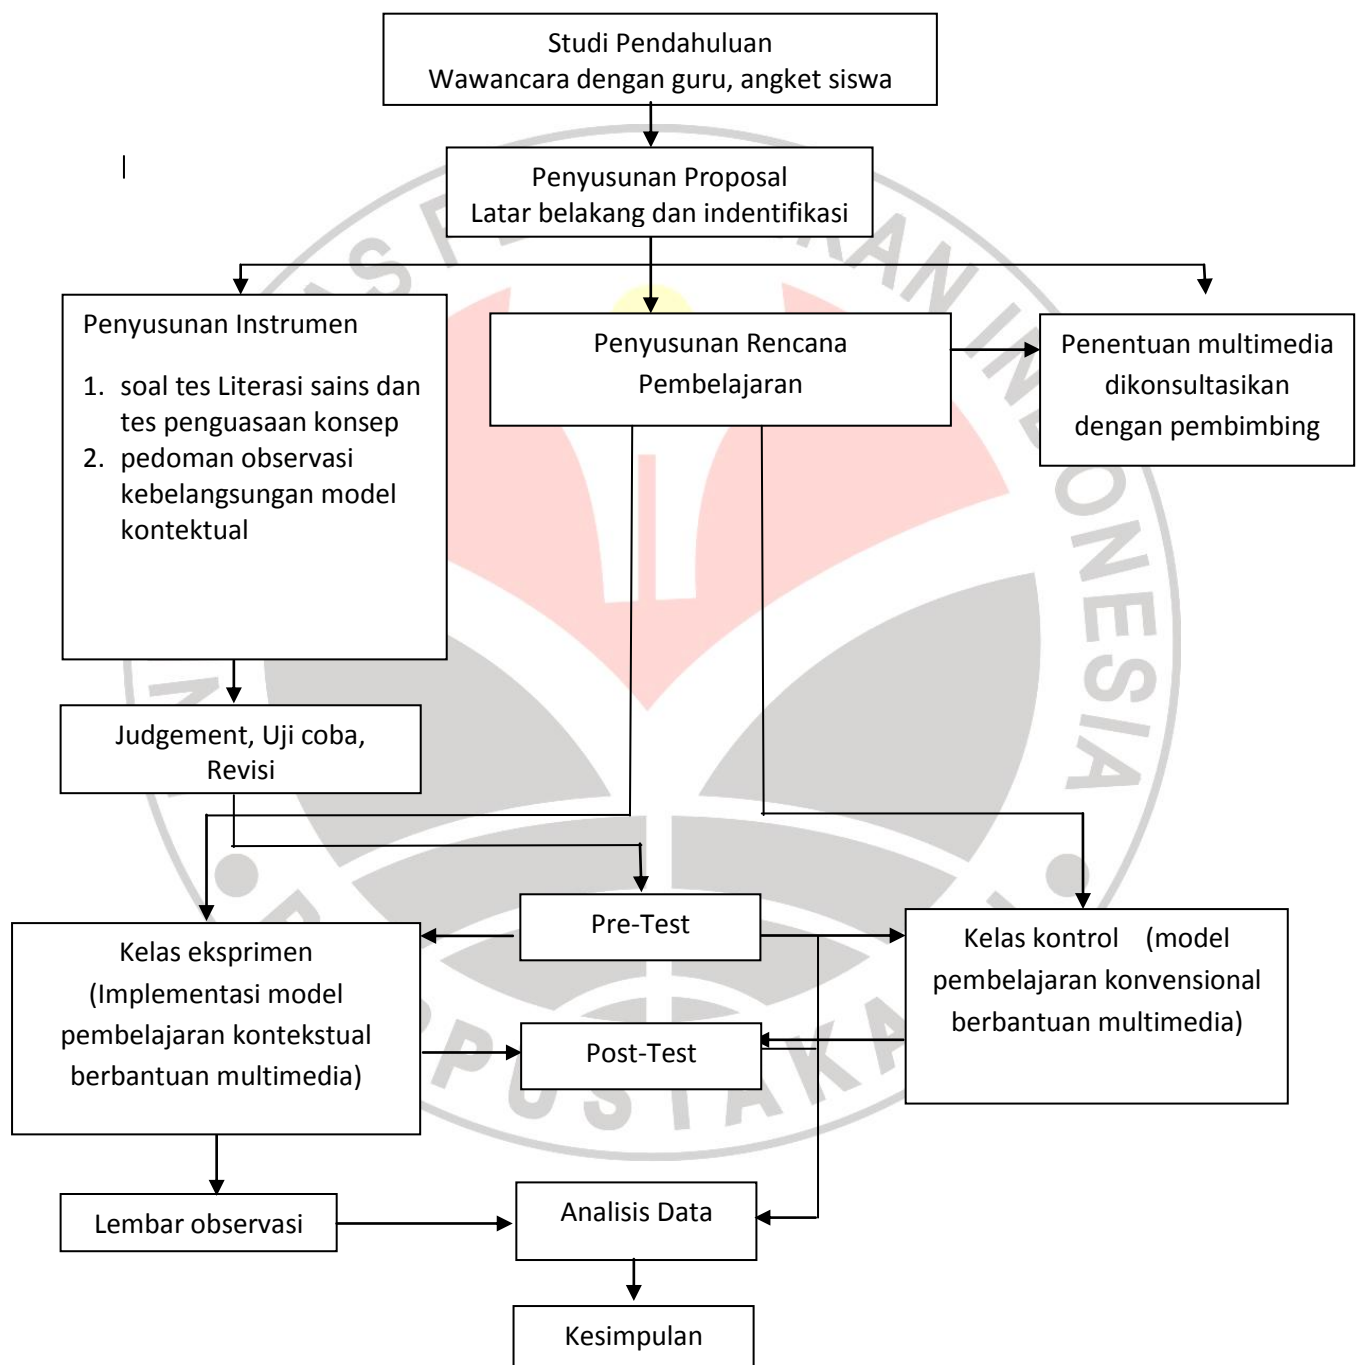 Studi Pendahuluan
Wawancara dengan guru, angket siswa
Penyusunan Proposal
Latar belakang dan indentifikasi
Penyusunan Instrumen
1. soal tes Literasi sains dan
tes penguasaan konsep
2. pedoman observasi
kebelangsungan model
kontektual
Penyusunan Rencana
Pembelajaran
Penentuan multimedia
dikonsultasikan
dengan pembimbing
Judgement, Uji coba,
Revisi
Pre-Test
Kelas eksprimen
(Implementasi model
pembelajaran kontekstual
berbantuan multimedia)
Kelas kontrol (model
pembelajaran konvensional
berbantuan multimedia)
Post-Test
Lembar observasi
Analisis Data
Kesimpulan
INDONESIA